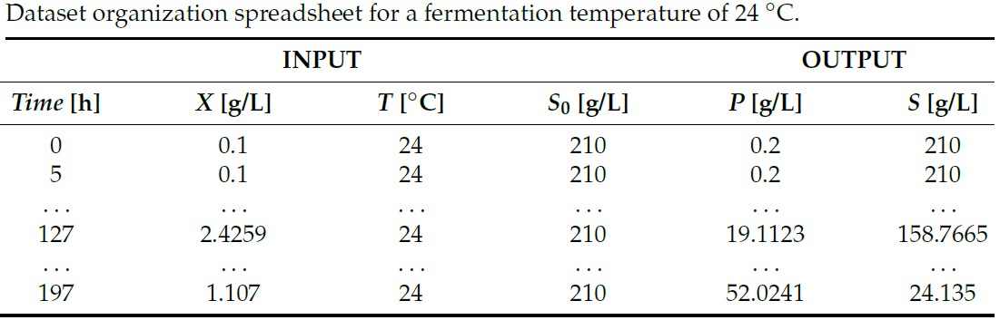 Dataset organization spreadsheet for a fermentation temperature of 24 °C.
INPUT OUTPUT
Time [h] X [g/L] T [°C] S0 [g/L] P [g/L] S [g/L]
0 0.1 24 210 0.2 210
5 0.1 24 210 0.2 210
... ... ... ... ... ...
127 2.4259 24 210 19.1123 158.7665
... ... ... ... ... ...
197 1.107 24 210 52.0241 24.135